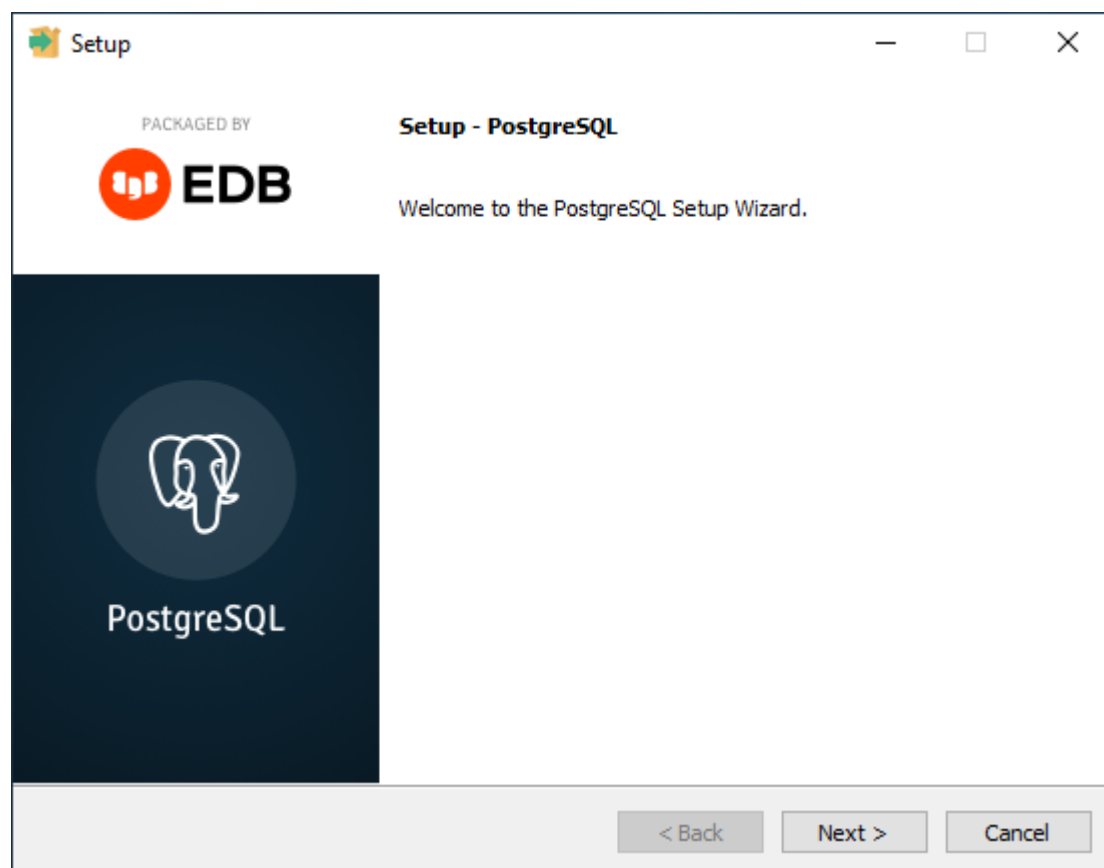 Setup
PACKAGED BY
EDB
Setup - PostgreSQL
Welcome to the PostgreSQL Setup Wizard.
PostgreSQL
< Back
Next >
Cancel